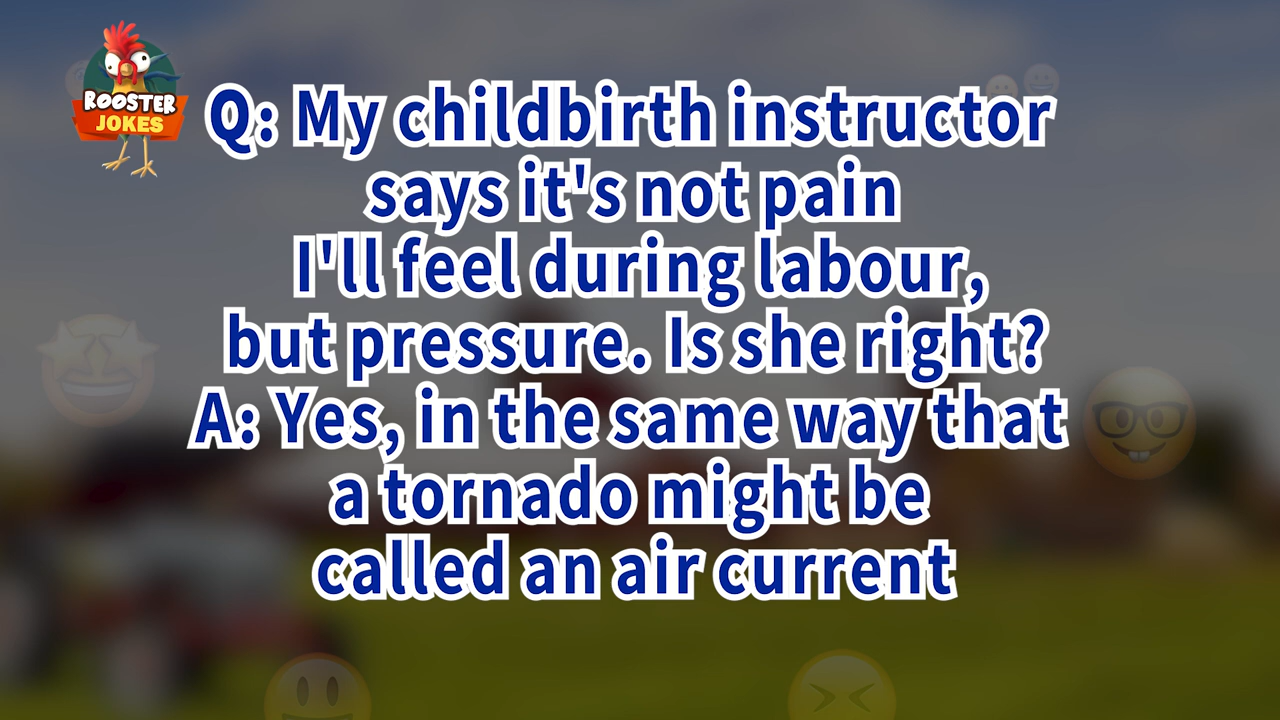 ROOSTER
JOKES
Q: My childbirth instructor
says it's not pain
I'll feel during labour,
but pressure. Is she right?
A: Yes, in the same way that
a tornado might be
called an air current